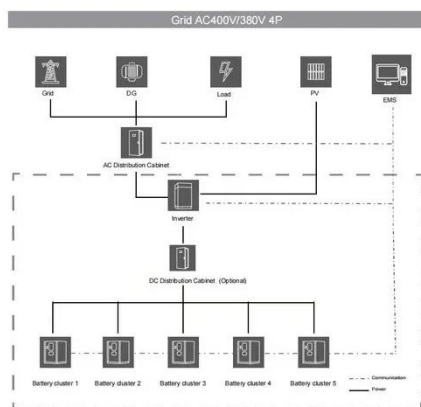 Grid AC400V/380V 4P
Grid
DG
Load
PV
EMS
AC Distribution Cabinet
Inverter
DC Distribution Cabinet (Optional)
Battery cluster 1
Battery cluster 2
Battery cluster 3
Battery cluster 4
Battery cluster 5
Communication
Power